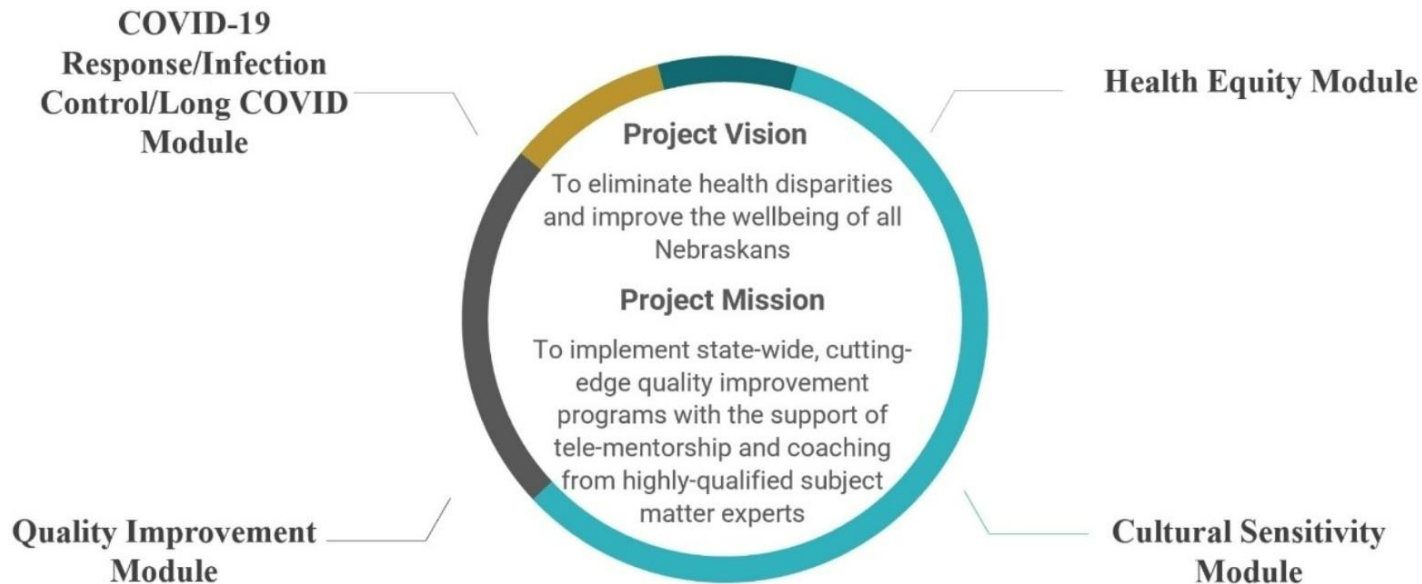 COVID-19
Response/Infection
Control/Long COVID
Module
Health Equity Module
Project Vision
To eliminate health disparities
and improve the wellbeing of all
Nebraskans
Project Mission
To implement state-wide, cutting-
edge quality improvement
programs with the support of
tele-mentorship and coaching
from highly-qualified subject
matter experts
Quality Improvement
Module
Cultural Sensitivity
Module